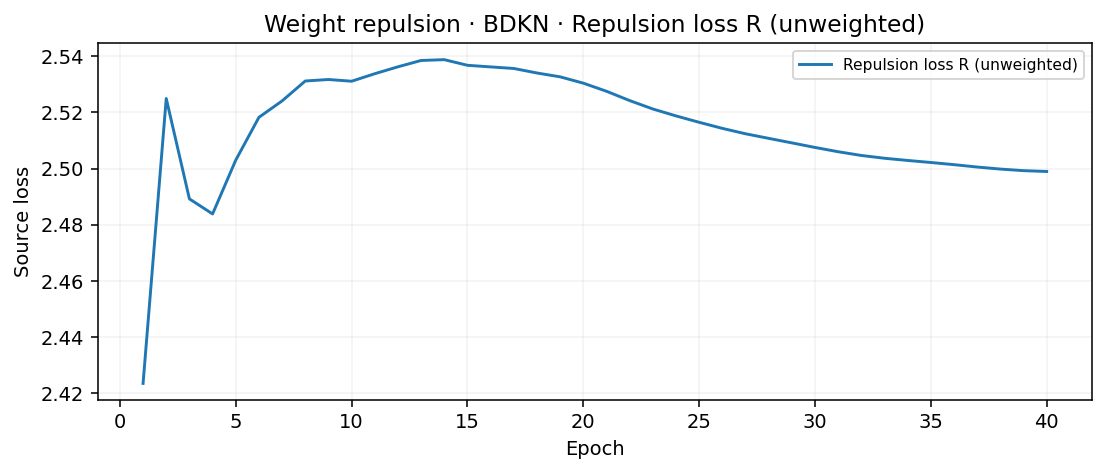 Weight repulsion · BDKN · Repulsion loss R (unweighted)
Repulsion loss R (unweighted)
Source loss
2.54
2.52
2.50
2.48
2.46
2.44
2.42
0 5 10 15 20 25 30 35 40
Epoch